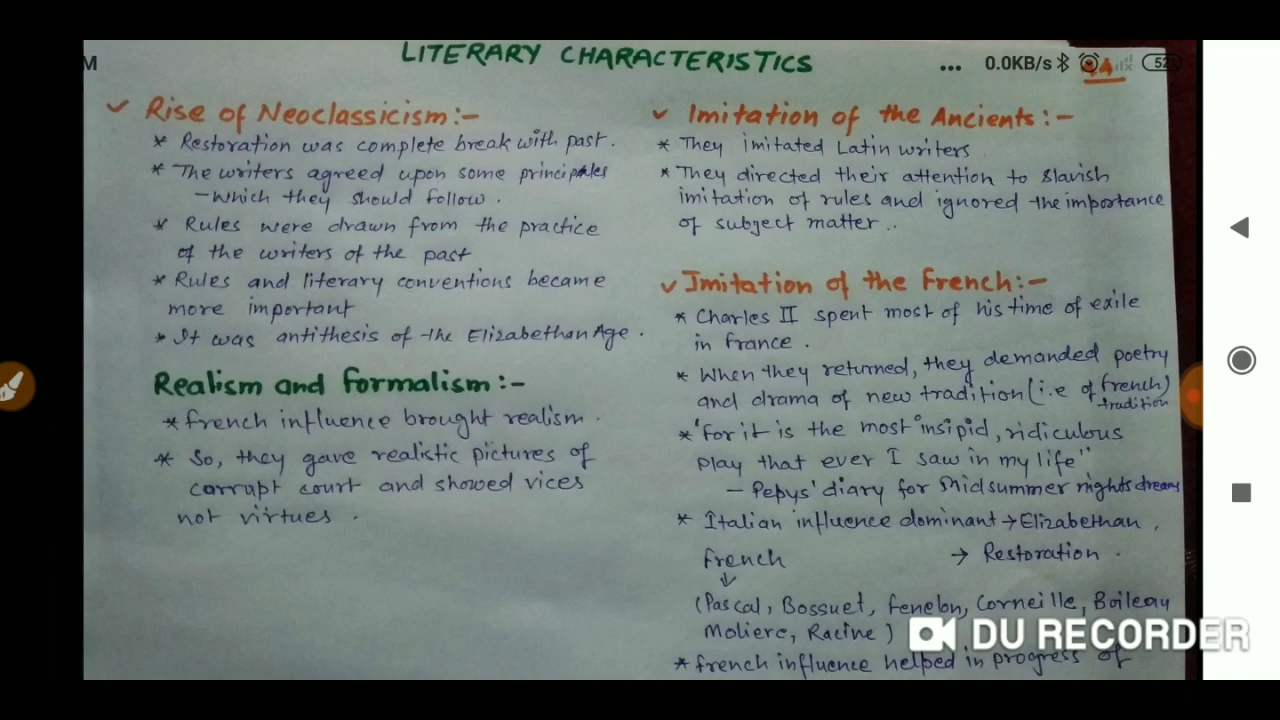 LITERARY CHARACTERISTICS
M
... 0.0KB/s
Rise of Neoclassicism:-
* Restoration was complete break with past.
* The writers agreed upon some principles
- which they should follow.
* Rules were drawn from the practice
of the writers of the past
* Rules and literary conventions became
more important
* It was antithesis of the Elizabethan Age.
Realism and Formalism:-
* French influence brought realism.
* So, they gave realistic pictures of
corrupt court and showed vices
not virtues.
Imitation of the Ancients:-
* They imitated Latin writers
* They directed their attention to slavish
imitation of rules and ignored the importance
of subject matter..
Imitation of the French:-
* Charles II spent most of his time of exile
in France.
* When they returned, they demanded poetry
and drama of new tradition (i.e of french)
tradition
* "For it is the most insipid, ridiculous
play that ever I saw in my life"
- Pepys' diary for Midsummer nights dream
* Italian influence dominant → Elizabethan.
French → Restoration.
(Pascal, Bossuet, Fenelon, Corneille, Boileau
Moliere, Racine)
DU RECORDER
* French influence helped in progress of